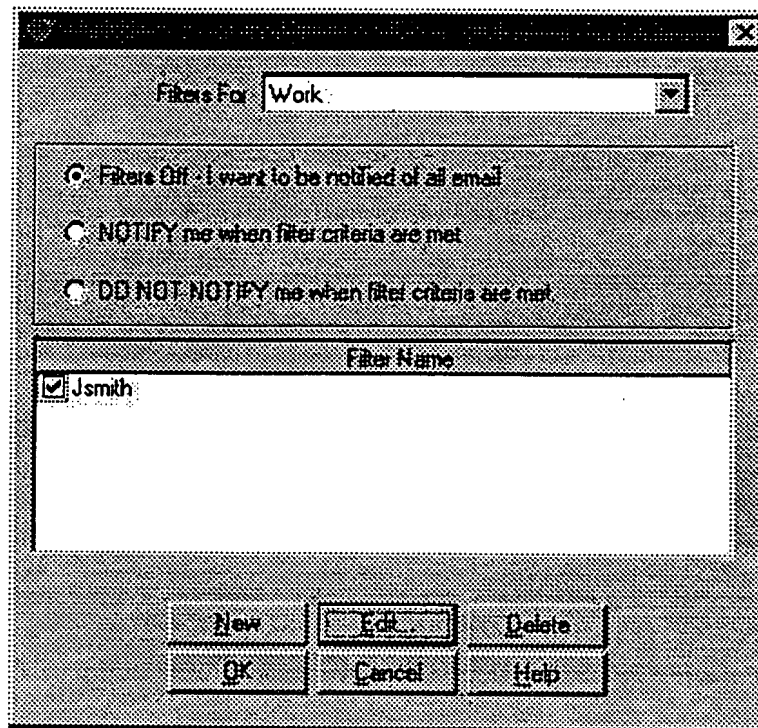 Filters For Work
Filters Off - I want to be notified of all email
NOTIFY me when filter criteria are met
DO NOT NOTIFY me when filter criteria are met.
Filter Name
Jsmith
New Edit... Delete
OK Cancel Help